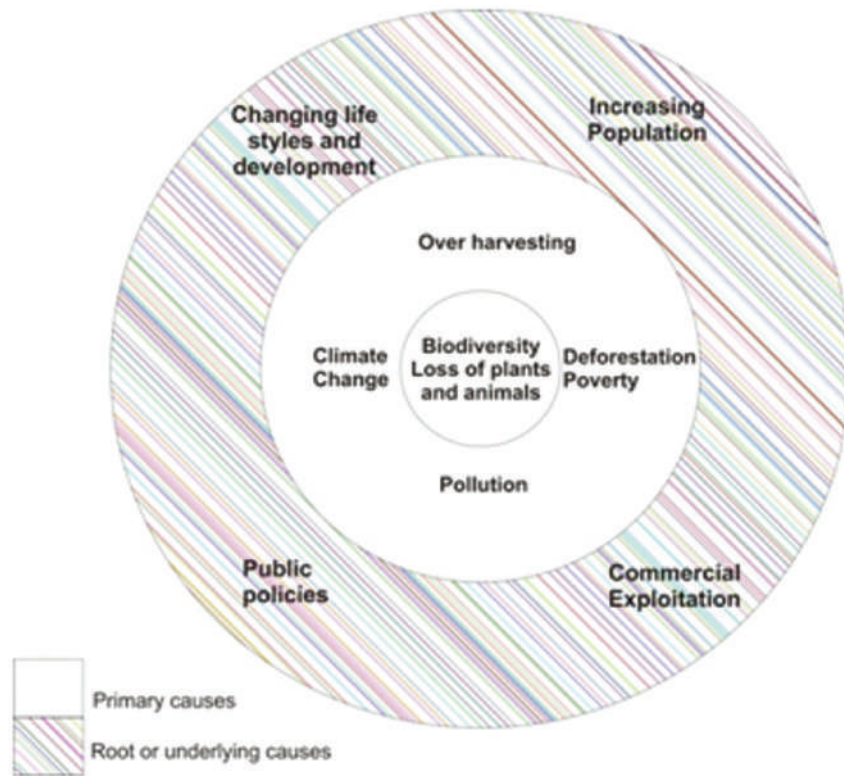 Changing life
styles and
development
Increasing
Population
Over harvesting
Climate
Change
Biodiversity
Loss of plants
and animals
Deforestation
Poverty
Pollution
Public
policies
Commercial
Exploitation
Primary causes
Root or underlying causes